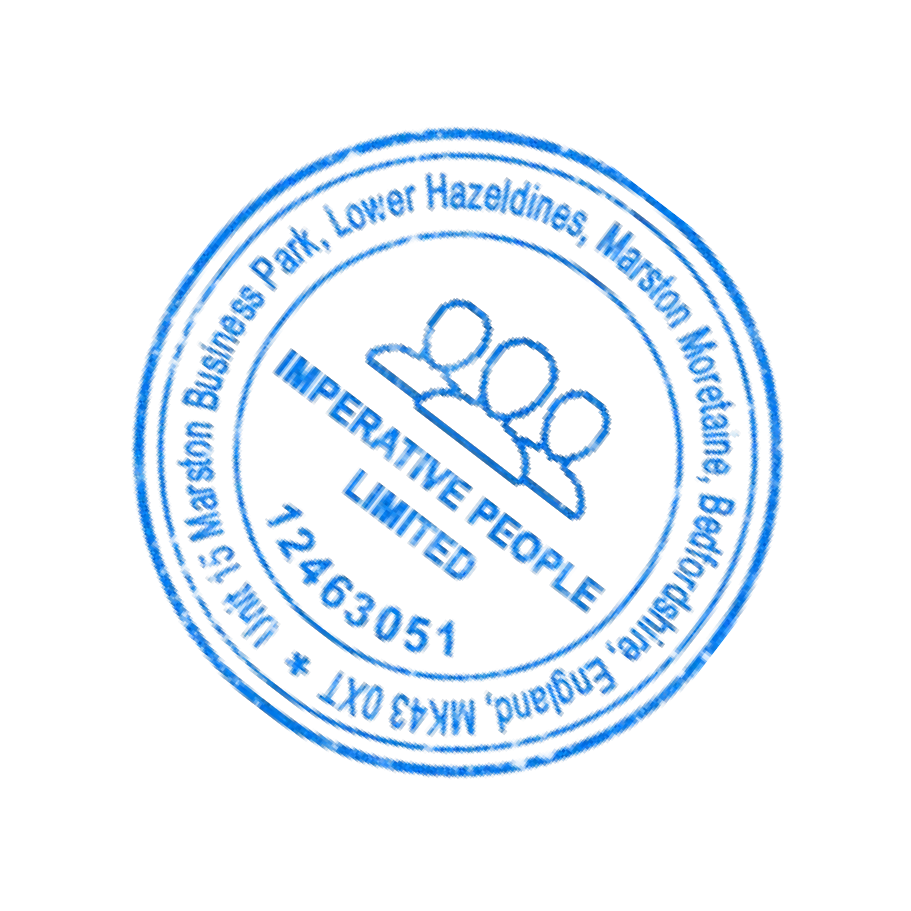 Unit 15 Marston Business Park, Lower Hazeldines, Marston Moretaine, Bedfordshire, England, MK43 0XT *
IMPERATIVE PEOPLE
LIMITED
12463051